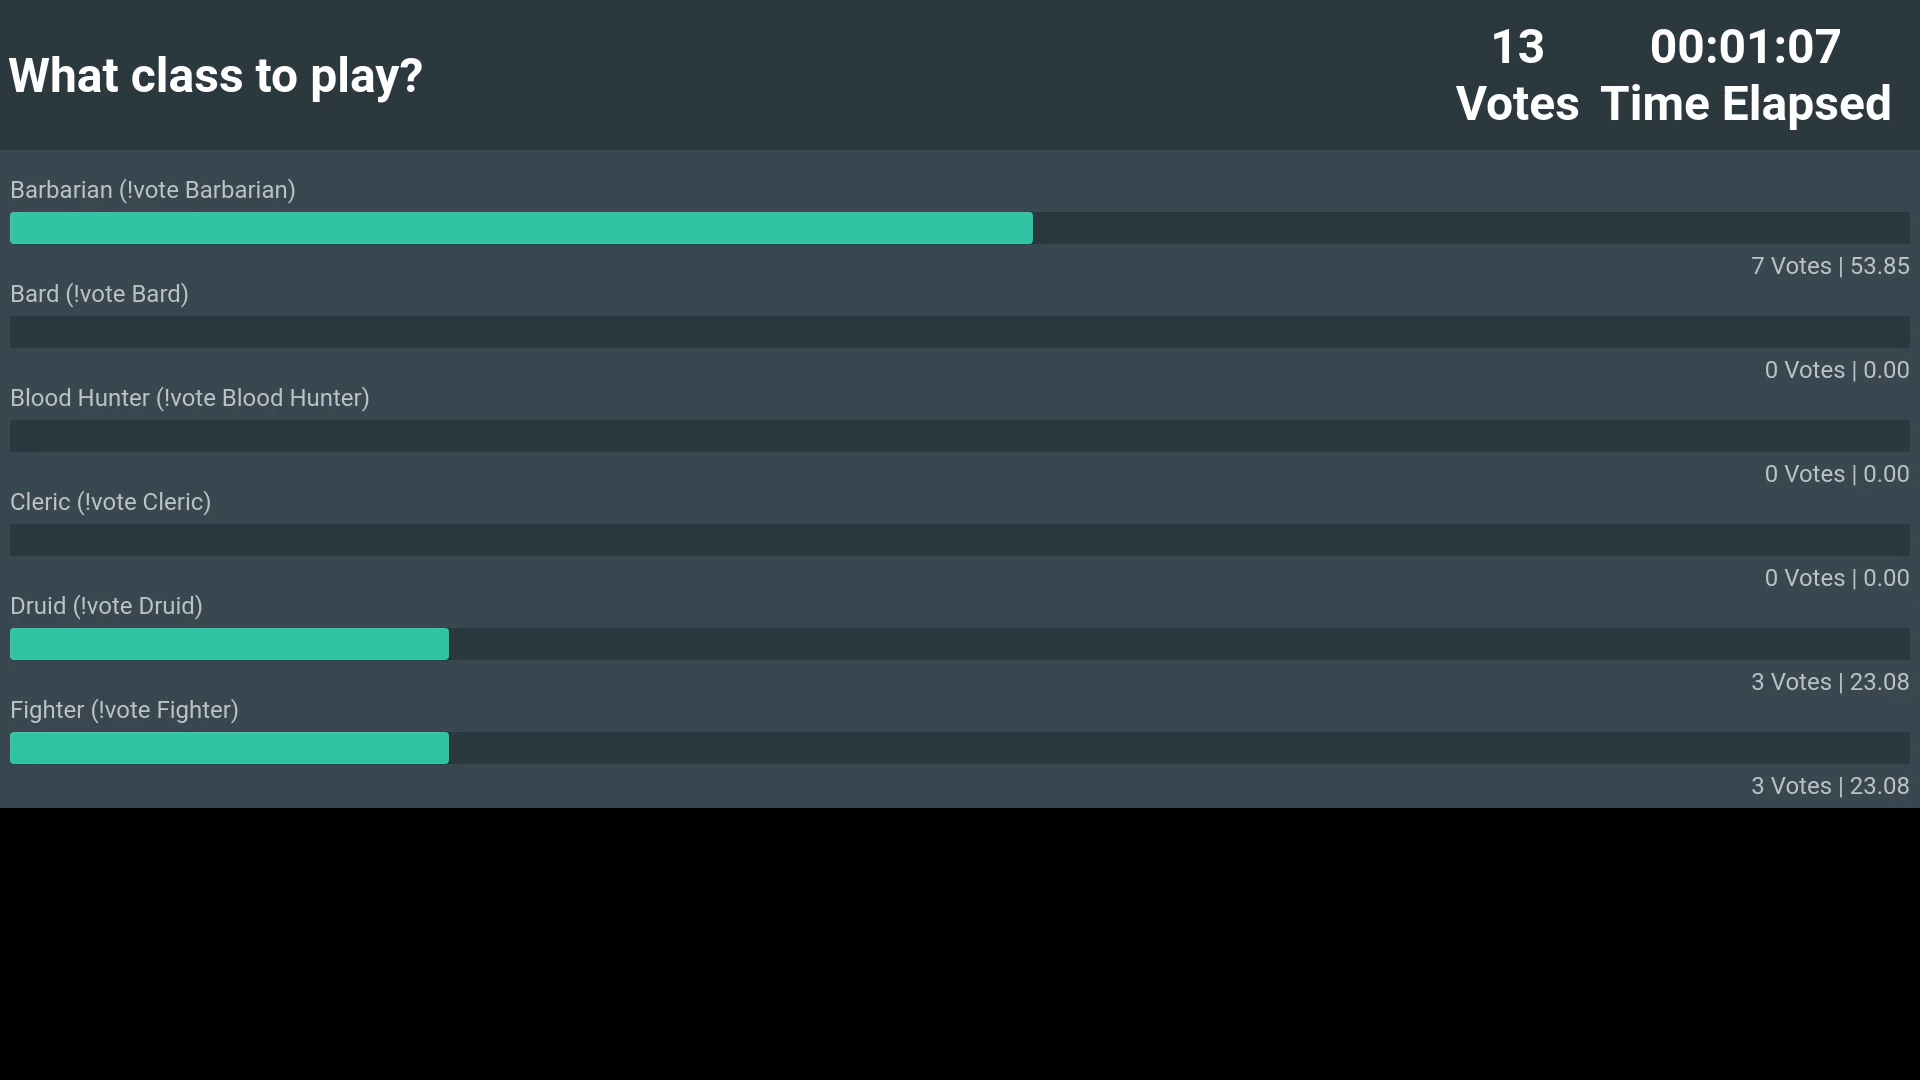 What class to play?
13
Votes
00:01:07
Time Elapsed
Barbarian (!vote Barbarian)
7 Votes | 53.85
Bard (!vote Bard)
0 Votes | 0.00
Blood Hunter (!vote Blood Hunter)
0 Votes | 0.00
Cleric (!vote Cleric)
0 Votes | 0.00
Druid (!vote Druid)
3 Votes | 23.08
Fighter (!vote Fighter)
3 Votes | 23.08